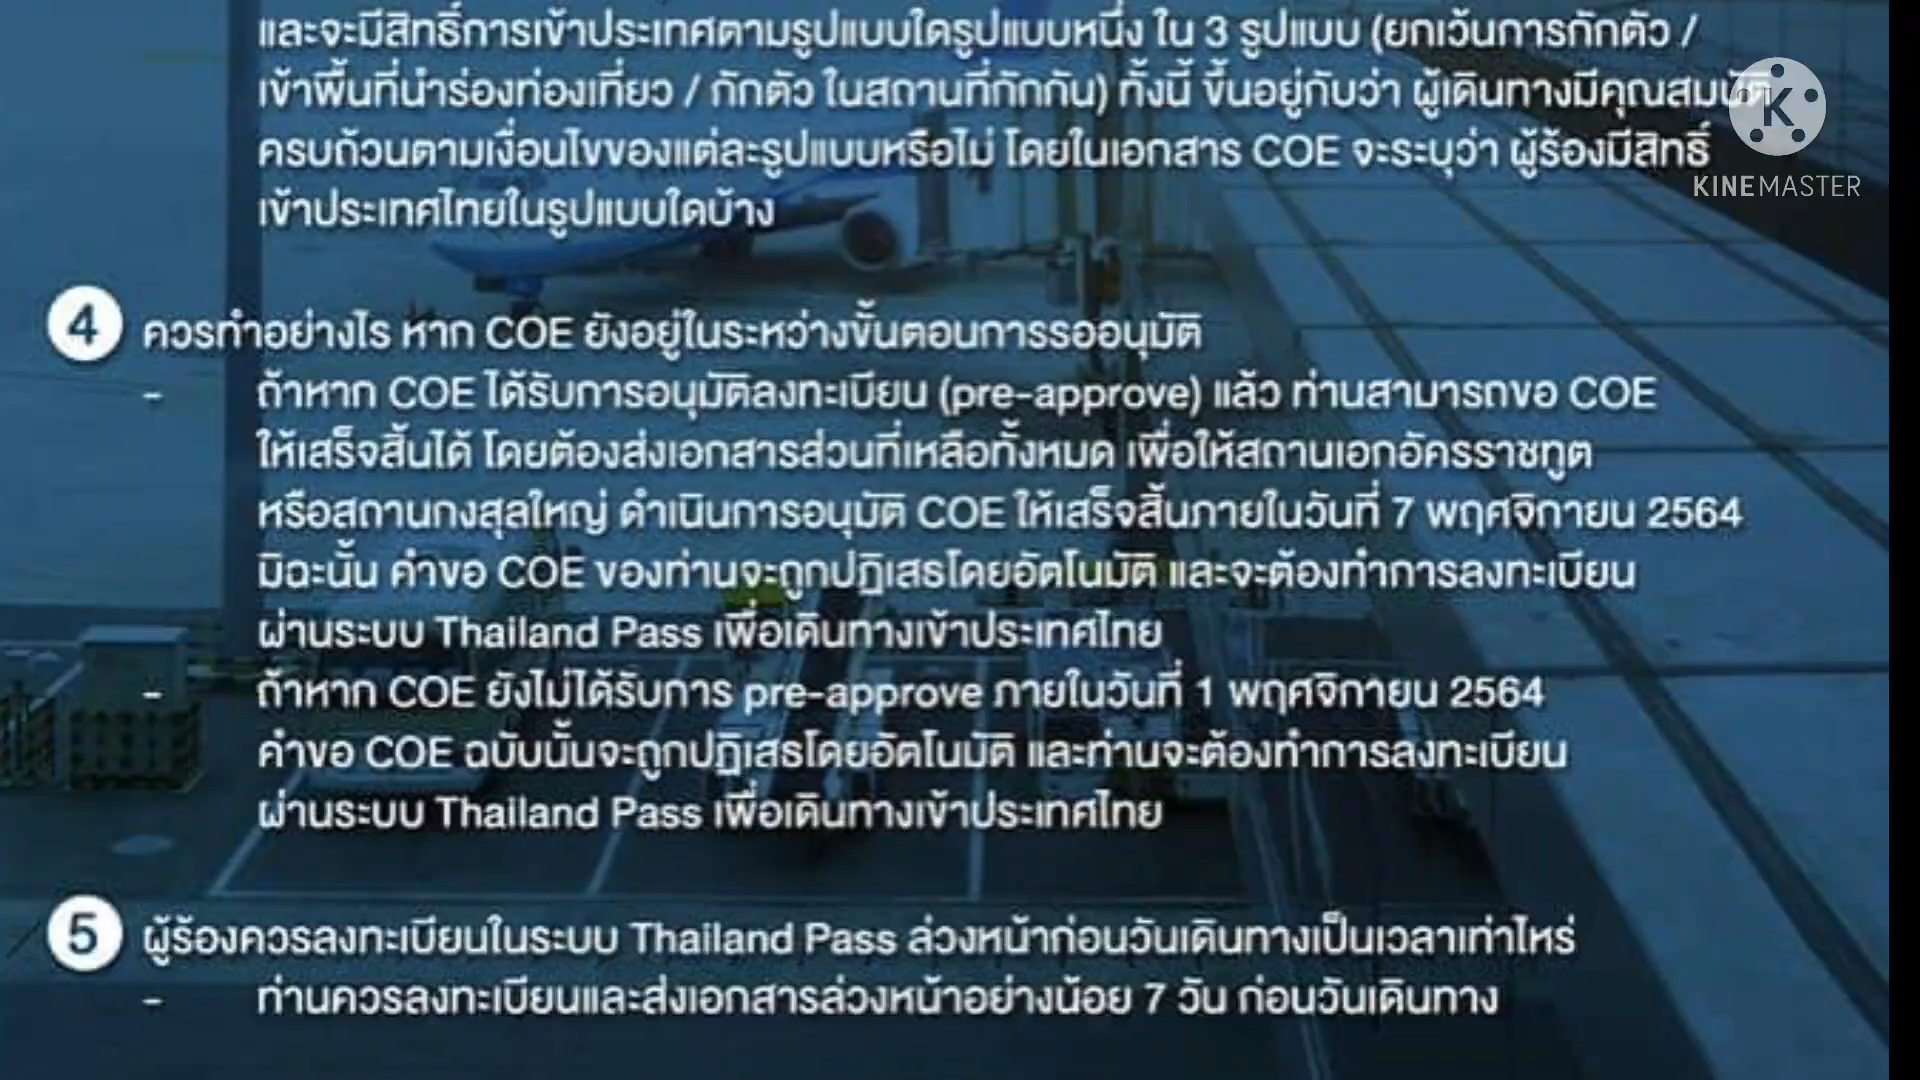 และจะมีสิทธิ์การเข้าประเทศตามรูปแบบใดรูปแบบหนึ่ง ใน 3 รูปแบบ (ยกเว้นการกักตัว /
เข้าพื้นที่นำร่องท่องเที่ยว / กักตัว ในสถานที่กักกัน) ทั้งนี้ ขึ้นอยู่กับว่า ผู้เดินทางมีคุณสมบัติ
ครบถ้วนตามเงื่อนไขของแต่ละรูปแบบหรือไม่ โดยในเอกสาร COE จะระบุว่า ผู้ร้องมีสิทธิ์
เข้าประเทศไทยในรูปแบบใดบ้าง
K
KINEMASTER
4 ควรทำอย่างไร หาก COE ยังอยู่ในระหว่างขั้นตอนการรออนุมัติ
- ถ้าหาก COE ได้รับการอนุมัติลงทะเบียน (pre-approve) แล้ว ท่านสามารถขอ COE
ให้เสร็จสิ้นได้ โดยต้องส่งเอกสารส่วนที่เหลือทั้งหมด เพื่อให้สถานเอกอัครราชทูต
หรือสถานกงสุลใหญ่ ดำเนินการอนุมัติ COE ให้เสร็จสิ้นภายในวันที่ 7 พฤศจิกายน 2564
มิฉะนั้น คำขอ COE ของท่านจะถูกปฏิเสธโดยอัตโนมัติ และจะต้องทำการลงทะเบียน
ผ่านระบบ Thailand Pass เพื่อเดินทางเข้าประเทศไทย
- ถ้าหาก COE ยังไม่ได้รับการ pre-approve ภายในวันที่ 1 พฤศจิกายน 2564
คำขอ COE ฉบับนั้นจะถูกปฏิเสธโดยอัตโนมัติ และท่านจะต้องทำการลงทะเบียน
ผ่านระบบ Thailand Pass เพื่อเดินทางเข้าประเทศไทย
5 ผู้ร้องควรลงทะเบียนในระบบ Thailand Pass ล่วงหน้าก่อนวันเดินทางเป็นเวลาเท่าไหร่
- ท่านควรลงทะเบียนและส่งเอกสารล่วงหน้าอย่างน้อย 7 วัน ก่อนวันเดินทาง